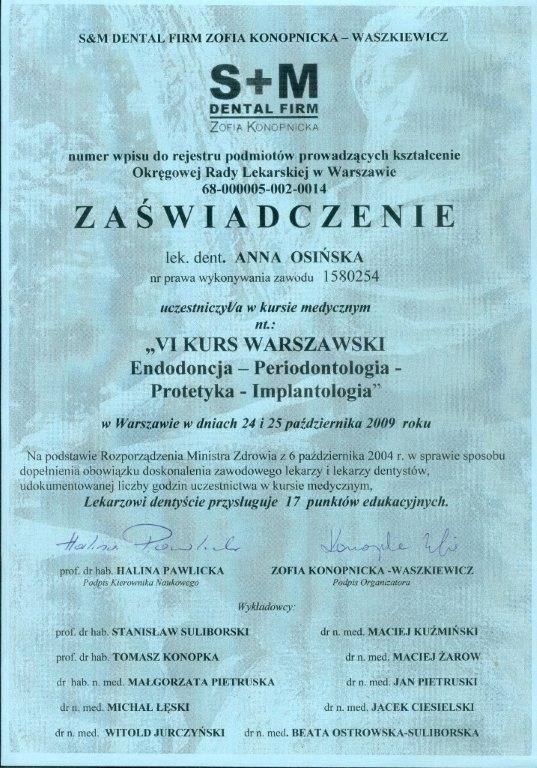 S&M DENTAL FIRM ZOFIA KONOPNICKA – WASZKIEWICZ
S+M
DENTAL FIRM
ZOFIA KONOPNICKA
numer wpisu do rejestru podmiotów prowadzących kształcenie
Okręgowej Rady Lekarskiej w Warszawie
68-000005-002-0014
ZAŚWIADCZENIE
lek. dent. ANNA OSIŃSKA
nr prawa wykonywania zawodu 1580254
uczestniczył/a w kursie medycznym
nt.:
„VI KURS WARSZAWSKI
Endodoncja – Periodontologia -
Protetyka - Implantologia”
w Warszawie w dniach 24 i 25 października 2009 roku
Na podstawie Rozporządzenia Ministra Zdrowia z 6 października 2004 r. w sprawie sposobu
dopełnienia obowiązku doskonalenia zawodowego lekarzy i lekarzy dentystów,
udokumentowanej liczby godzin uczestnictwa w kursie medycznym,
Lekarzowi dentyście przysługuje 17 punktów edukacyjnych.
Halina Pawlicka
prof. dr hab. HALINA PAWLICKA ZOFIA KONOPNICKA -WASZKIEWICZ
Podpis Kierownika Naukowego Podpis Organizatora
Wykładowcy:
prof. dr hab. STANISŁAW SULIBORSKI dr n. med. MACIEJ KUŹMIŃSKI
prof. dr hab. TOMASZ KONOPKA dr n. med. MACIEJ ŻAROW
dr hab. n. med. MAŁGORZATA PIETRUSKA dr n. med. JAN PIETRUSKI
dr n. med. MICHAŁ ŁĘSKI dr n. med. JACEK CIESIELSKI
dr n. med. WITOLD JURCZYŃSKI dr n. med. BEATA OSTROWSKA-SULIBORSKA